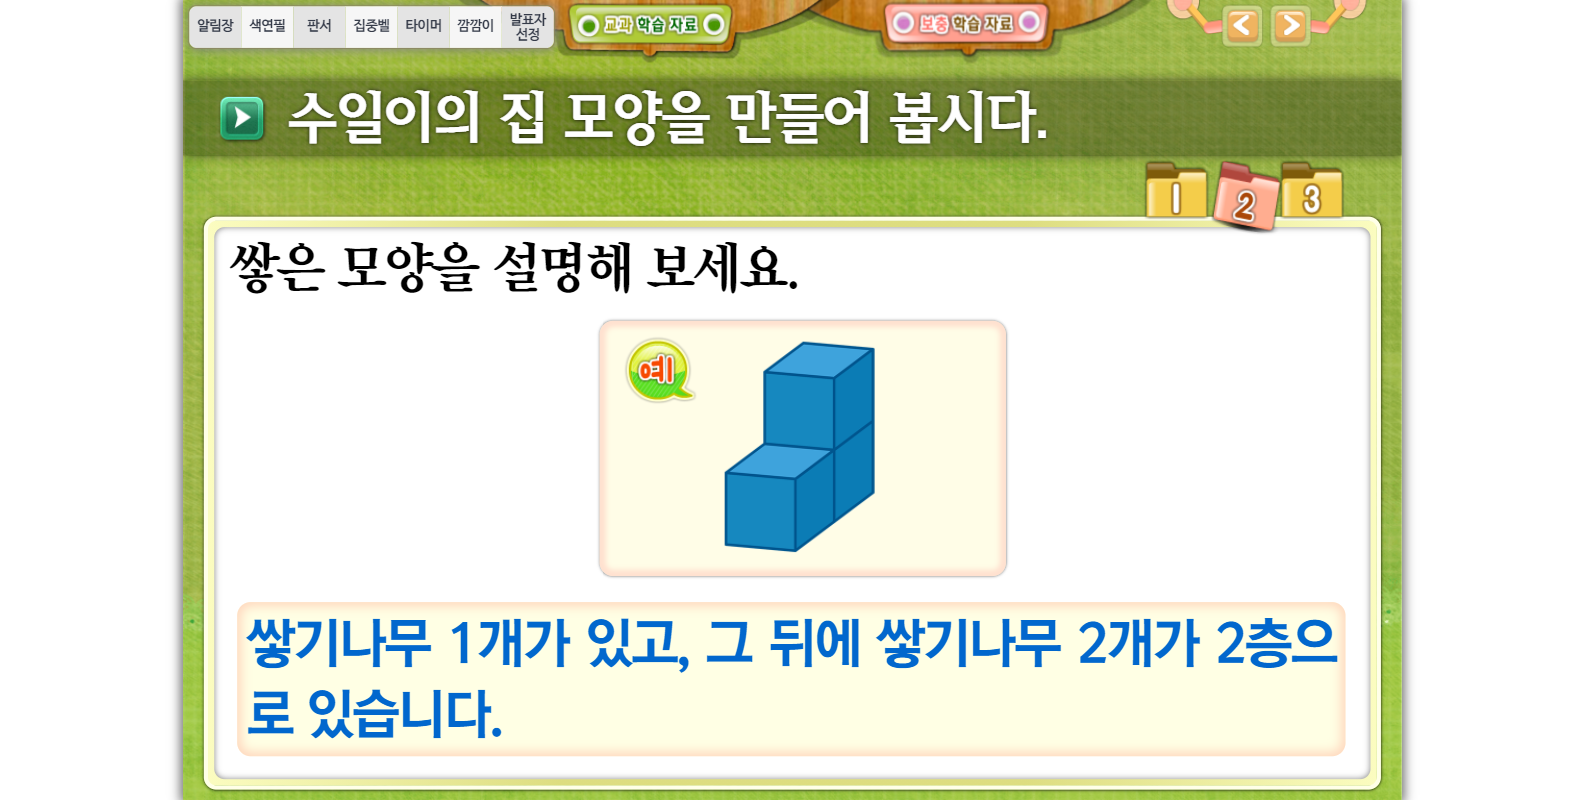 알림장 색연필 판서 집중벨 타이머 깜깜이 발표자 선정
교과 학습 자료 보충 학습 자료
수일이의 집 모양을 만들어 봅시다.
1 2 3
쌓은 모양을 설명해 보세요.
예
쌓기나무 1개가 있고, 그 뒤에 쌓기나무 2개가 2층으
로 있습니다.